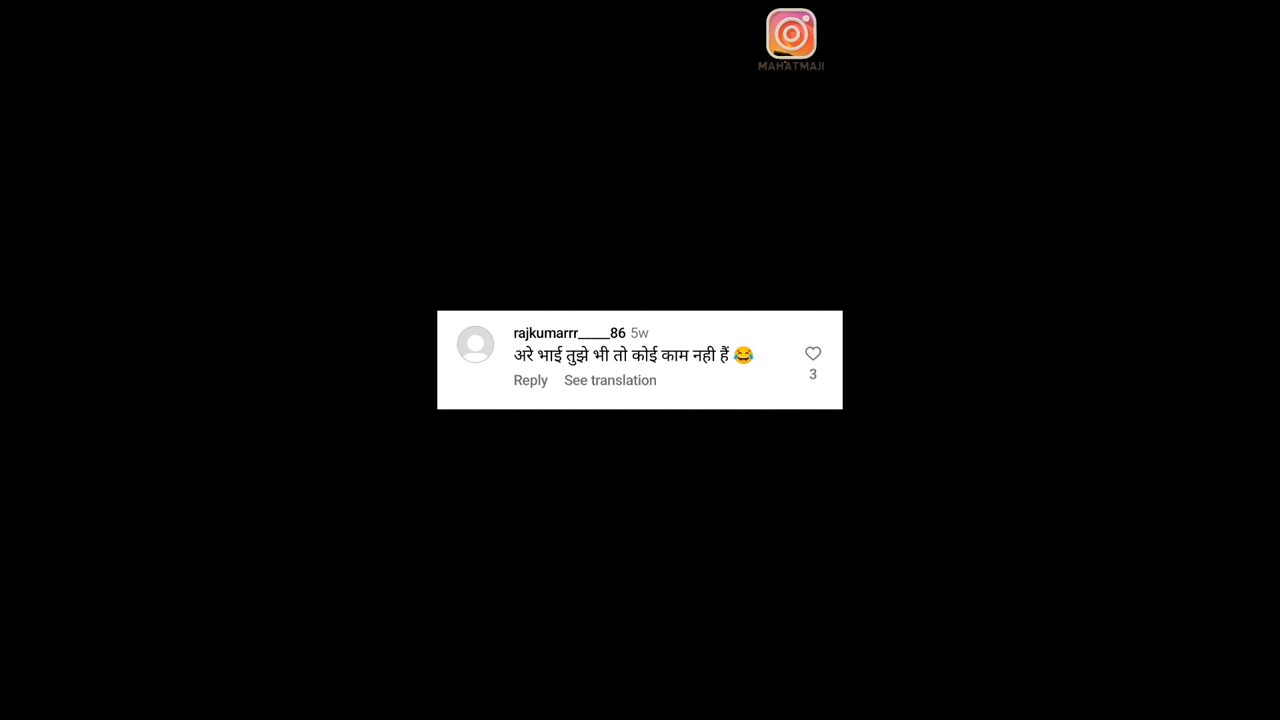 MAHATMAJI
rajkumarrr_____86 5w
अरे भाई तुझे भी तो कोई काम नही हैं 😂
3
Reply See translation